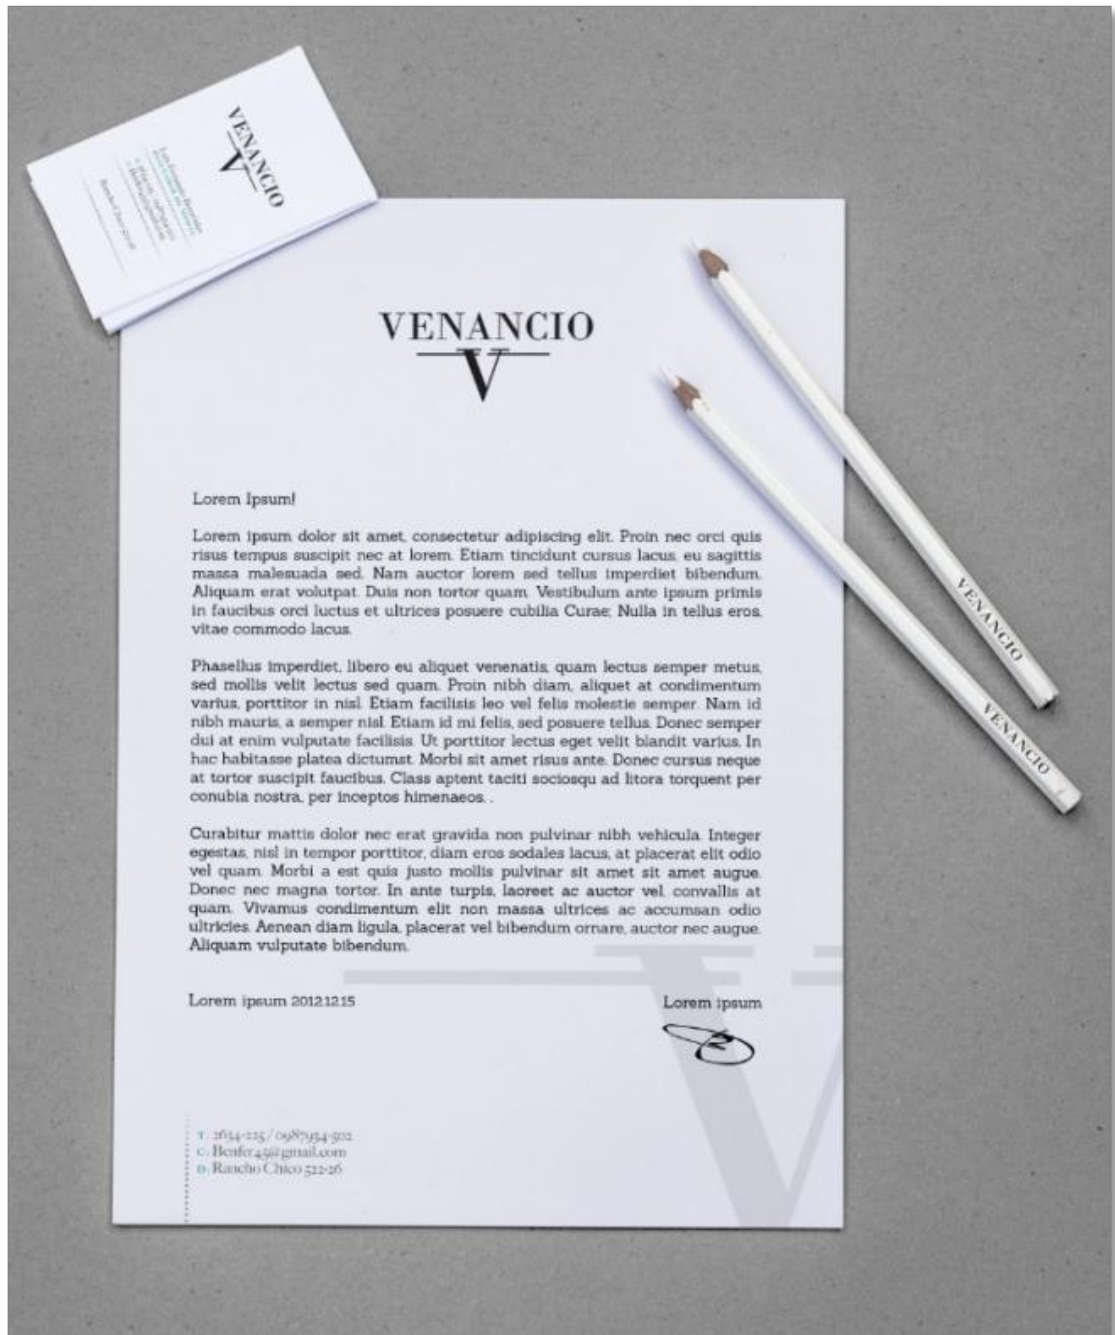 VENANCIO
V
VENANCIO
V
Lorem Ipsum!
Lorem ipsum dolor sit amet, consectetur adipiscing elit. Proin nec orci quis
risus tempus suscipit nec at lorem. Etiam tincidunt cursus lacus, eu sagittis
massa malesuada sed. Nam auctor lorem sed tellus imperdiet bibendum.
Aliquam erat volutpat. Duis non tortor quam. Vestibulum ante ipsum primis
in faucibus orci luctus et ultrices posuere cubilia Curae; Nulla in tellus eros,
vitae commodo lacus.
Phasellus imperdiet, libero eu aliquet venenatis, quam lectus semper metus,
sed mollis velit lectus sed quam. Proin nibh diam, aliquet at condimentum
varius, porttitor in nisl. Etiam facilisis leo vel felis molestie semper. Nam id
nibh mauris, a semper nisl. Etiam id mi felis, sed posuere tellus. Donec semper
dui at enim vulputate facilisis. Ut porttitor lectus eget velit blandit varius. In
hac habitasse platea dictumst. Morbi sit amet risus ante. Donec cursus neque
at tortor suscipit faucibus. Class aptent taciti sociosqu ad litora torquent per
conubia nostra, per inceptos himenaeos. .
Curabitur mattis dolor nec erat gravida non pulvinar nibh vehicula. Integer
egestas, nisl in tempor porttitor, diam eros sodales lacus, at placerat elit odio
vel quam. Morbi a est quis justo mollis pulvinar sit amet sit amet augue.
Donec nec magna tortor. In ante turpis, laoreet ac auctor vel, convallis at
quam. Vivamus condimentum elit non massa ultrices ac accumsan odio
ultricies. Aenean diam ligula, placerat vel bibendum ornare, auctor nec augue.
Aliquam vulputate bibendum.
Lorem ipsum 20121215
Lorem ipsum
T: 2634-225 / 0987934-502
C: Benfer45@gmail.com
D: Rancho Chico 522-26
V
VENANCIO
VENANCIO